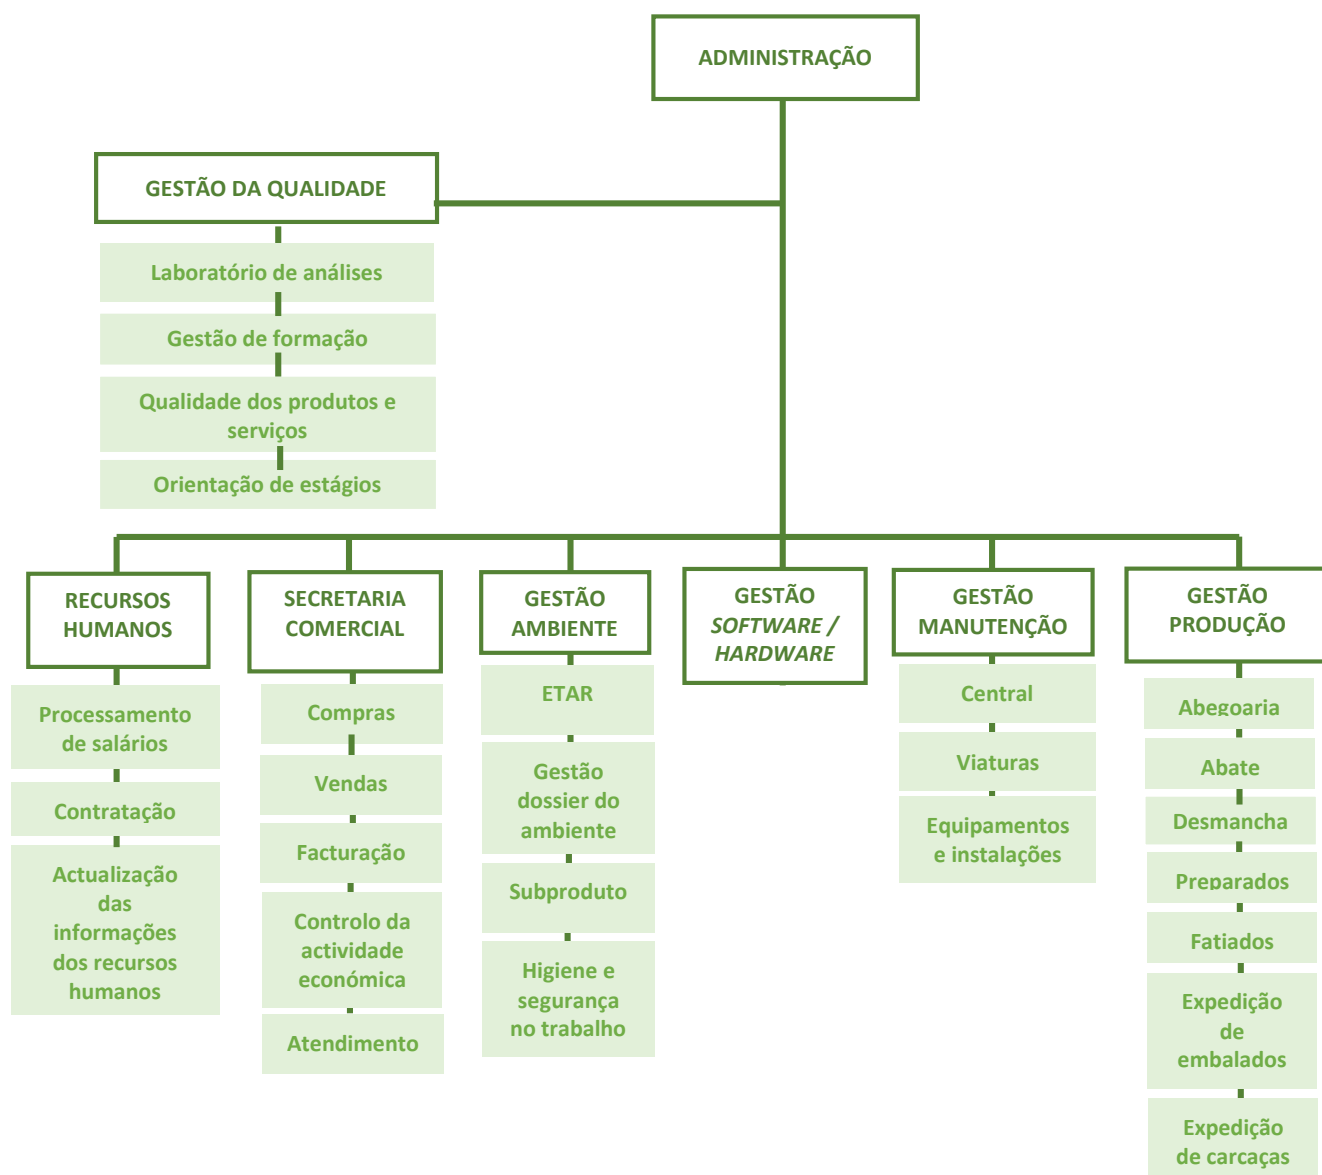 ADMINISTRAÇÃO
GESTÃO DA QUALIDADE
Laboratório de análises
Gestão de formação
Qualidade dos produtos e
serviços
Orientação de estágios
RECURSOS
HUMANOS
Processamento
de salários
Contratação
Actualização
das
informações
dos recursos
humanos
SECRETARIA
COMERCIAL
Compras
Vendas
Facturação
Controlo da
actividade
económica
Atendimento
GESTÃO
AMBIENTE
ETAR
Gestão
dossier do
ambiente
Subproduto
Higiene e
segurança
no trabalho
GESTÃO
SOFTWARE /
HARDWARE
GESTÃO
MANUTENÇÃO
Central
Viaturas
Equipamentos
e instalações
GESTÃO
PRODUÇÃO
Abegoaria
Abate
Desmancha
Preparados
Fatiados
Expedição
de
embalados
Expedição
de carcaças